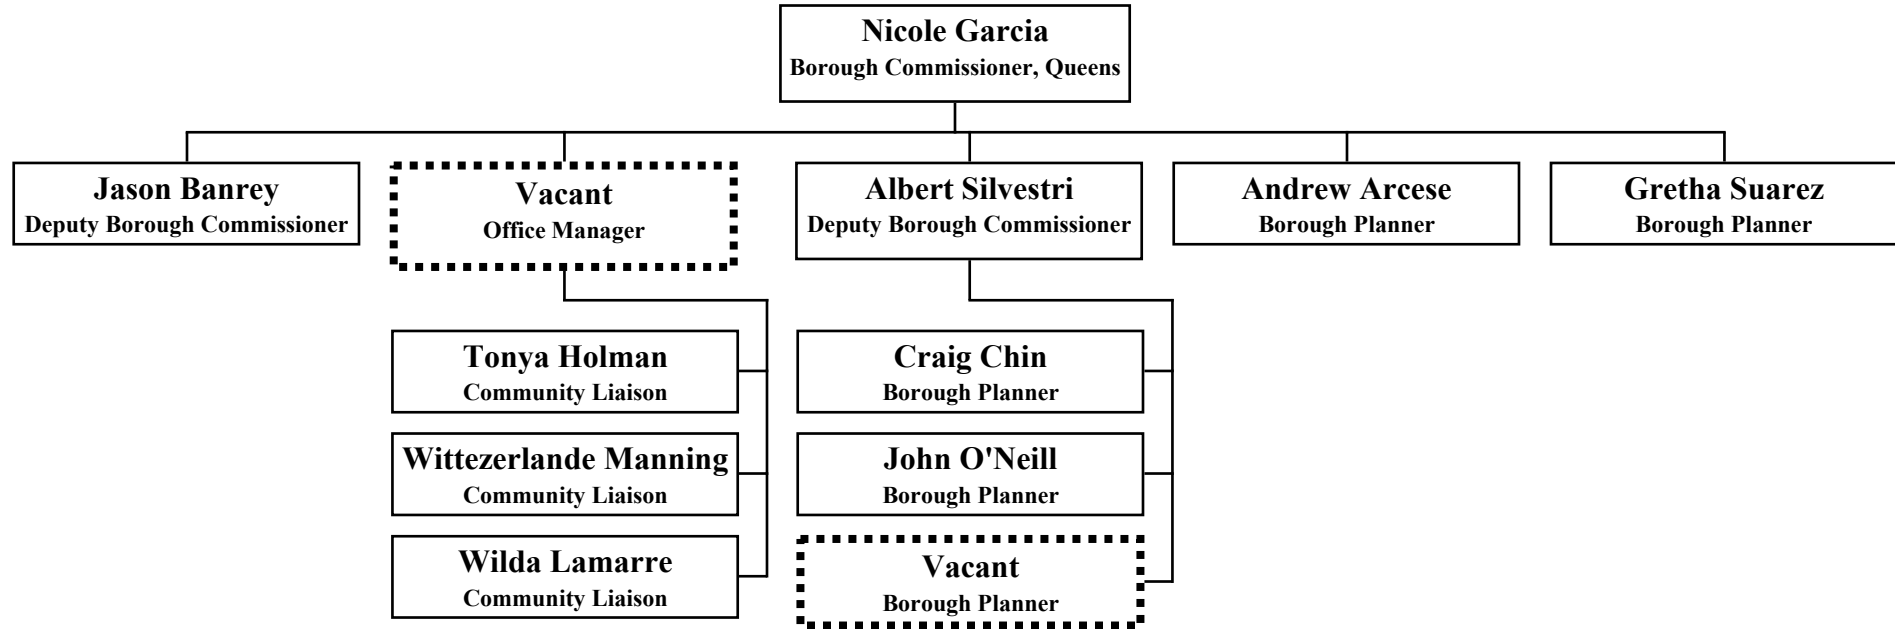 Nicole Garcia
Borough Commissioner, Queens
Jason Banrey
Deputy Borough Commissioner
Vacant
Office Manager
Albert Silvestri
Deputy Borough Commissioner
Andrew Arcese
Borough Planner
Gretha Suarez
Borough Planner
Tonya Holman
Community Liaison
Wittezerlande Manning
Community Liaison
Wilda Lamarre
Community Liaison
Craig Chin
Borough Planner
John O'Neill
Borough Planner
Vacant
Borough Planner